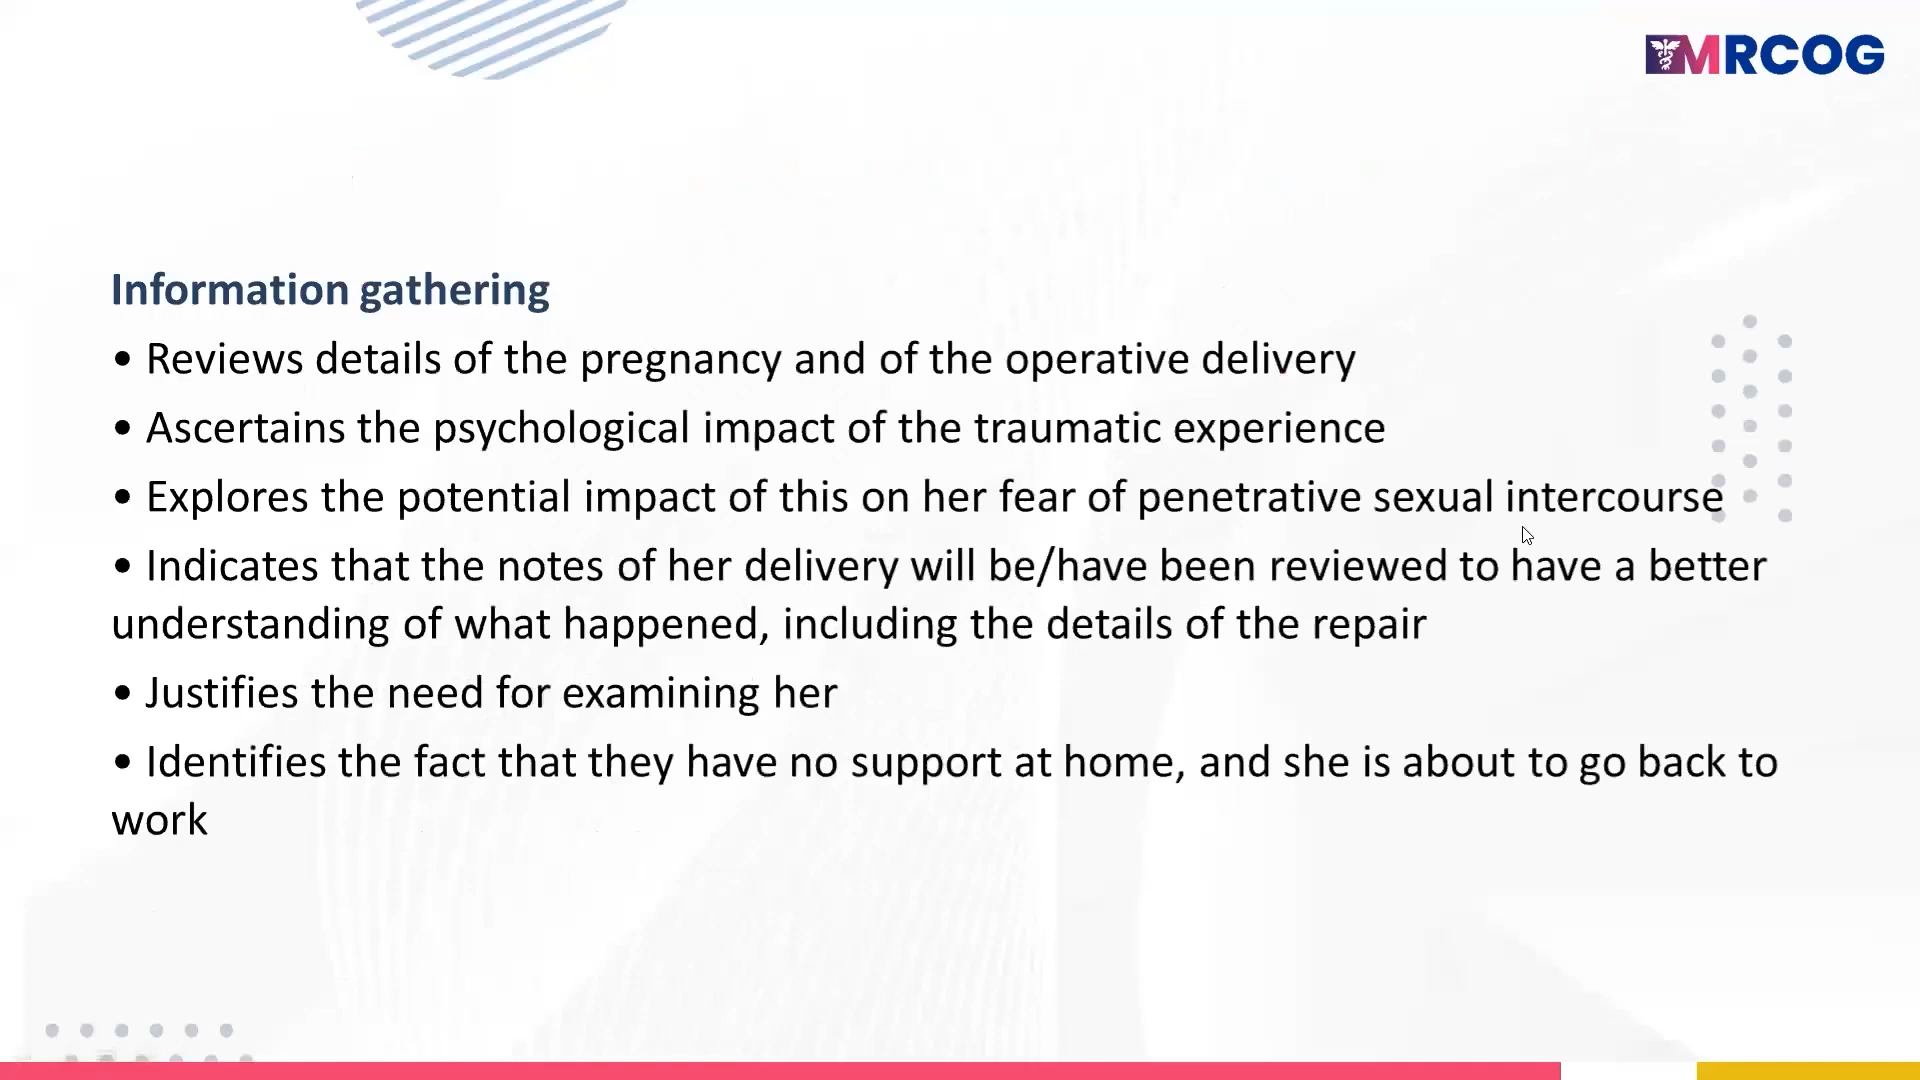 MRCOG
Information gathering
• Reviews details of the pregnancy and of the operative delivery
• Ascertains the psychological impact of the traumatic experience
• Explores the potential impact of this on her fear of penetrative sexual intercourse
• Indicates that the notes of her delivery will be/have been reviewed to have a better
understanding of what happened, including the details of the repair
• Justifies the need for examining her
• Identifies the fact that they have no support at home, and she is about to go back to
work